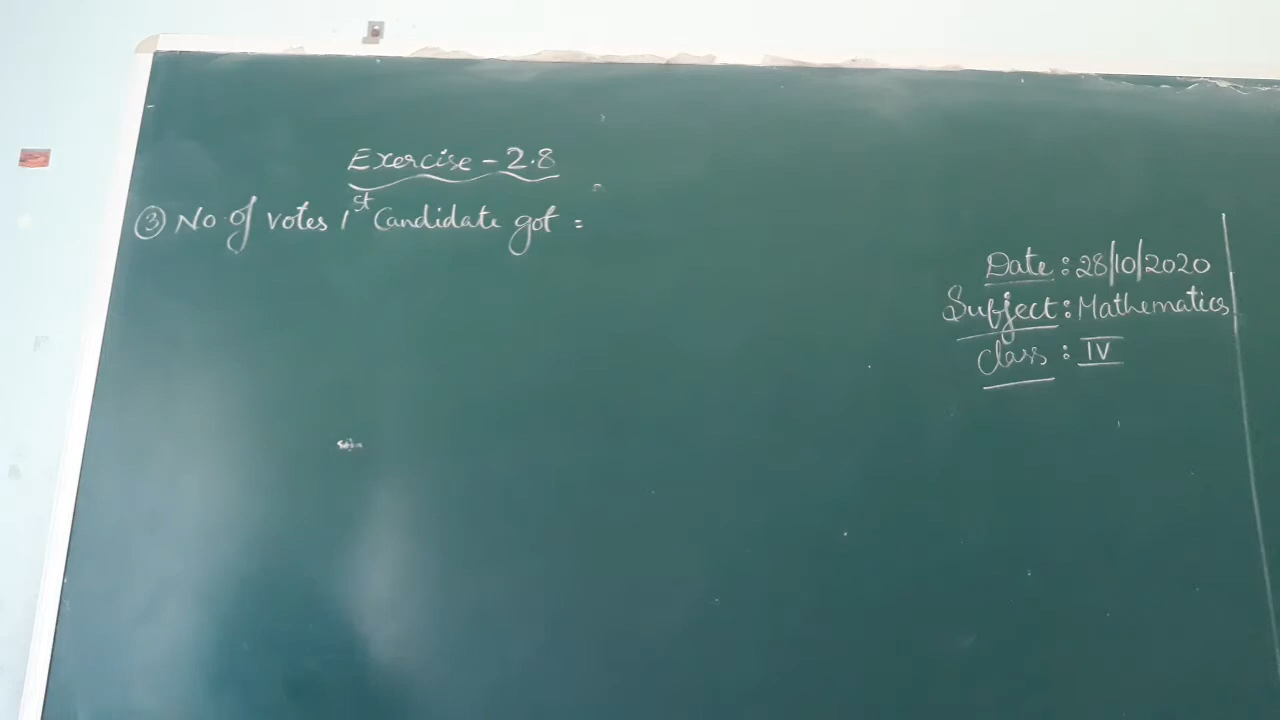 Exercise - 2.8
③ No of votes 1st Candidate got =
Date : 28/10/2020
Subject : Mathematics
Class : IV